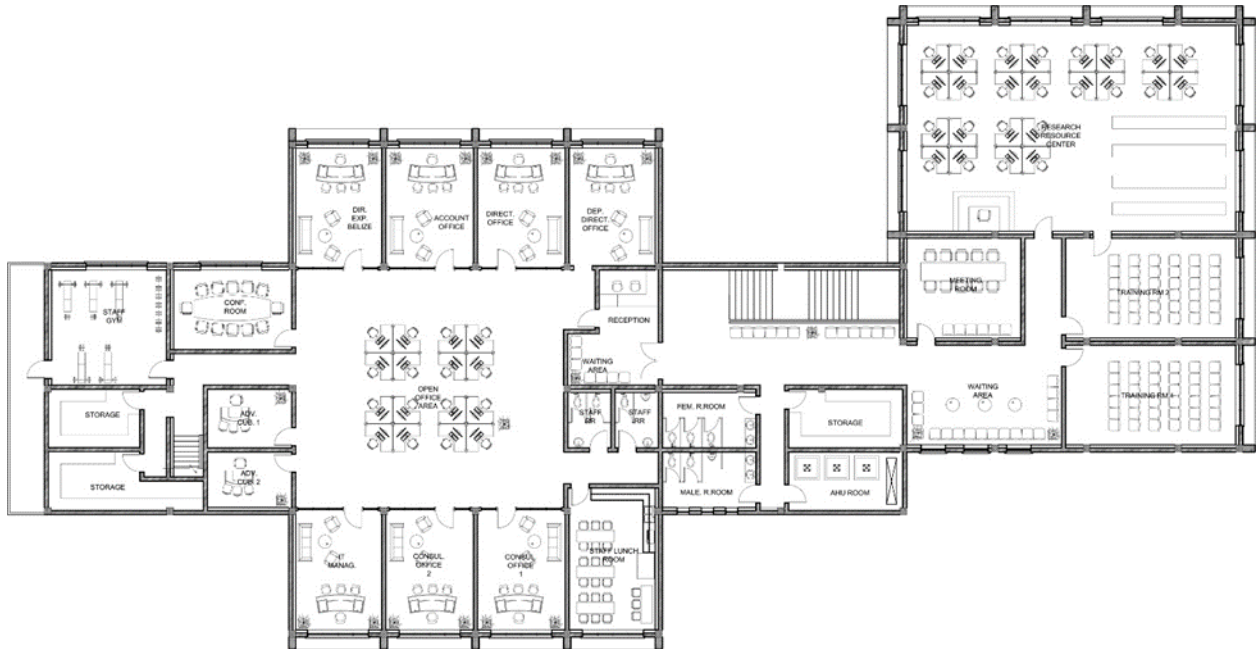 RESEARCH
RESOURCE
CENTER
DIR.
EXP.
BELIZE
ACCOUNT
OFFICE
DIRECT.
OFFICE
DEP.
DIRECT.
OFFICE
STAFF
GYM
CONF.
ROOM
RECEPTION
MEETING
ROOM
TRAINING RM 2
WAITING
AREA
OPEN
OFFICE
AREA
WAITING
AREA
TRAINING RM 1
STORAGE
ADV.
CUB. 1
STAFF
RR
STAFF
RR
FEM. R.ROOM
STORAGE
STORAGE
ADV.
CUB. 2
MALE. R.ROOM
AHU ROOM
IT
MANAG.
CONSUL.
OFFICE
2
CONSUL.
OFFICE
1
STAFF LUNCH
ROOM